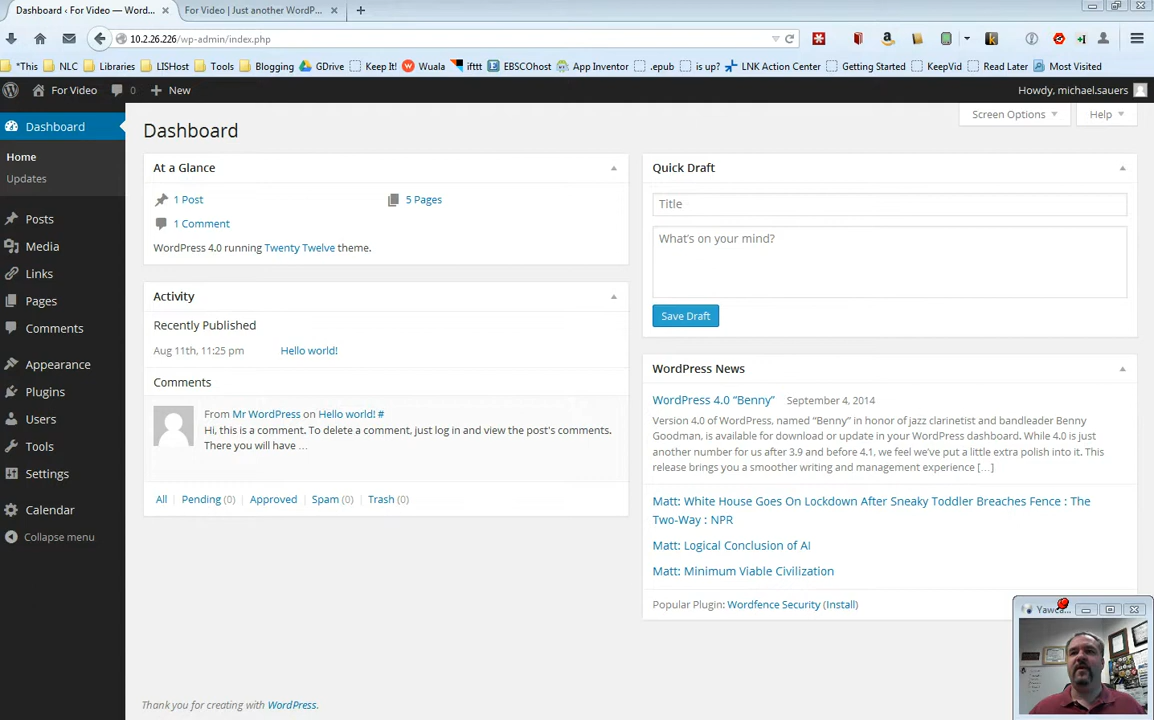 Dashboard ‹ For Video — Word...
For Video | Just another WordP...
10.2.26.226/wp-admin/index.php
*This
NLC
Libraries
LISHost
Tools
Blogging
GDrive
Keep It!
Wuala
ifttt
EBSCOhost
App Inventor
.epub
is up?
LNK Action Center
Getting Started
KeepVid
Read Later
Most Visited
For Video
0
New
Howdy, michael.sauers
Dashboard
Home
Updates
Posts
Media
Links
Pages
Comments
Appearance
Plugins
Users
Tools
Settings
Calendar
Collapse menu
Screen Options
Help
Dashboard
At a Glance
1 Post
5 Pages
1 Comment
WordPress 4.0 running Twenty Twelve theme.
Activity
Recently Published
Aug 11th, 11:25 pm
Hello world!
Comments
From Mr WordPress on Hello world! #
Hi, this is a comment. To delete a comment, just log in and view the post's comments.
There you will have …
All
Pending (0)
Approved
Spam (0)
Trash (0)
Quick Draft
Title
What's on your mind?
Save Draft
WordPress News
WordPress 4.0 “Benny” September 4, 2014
Version 4.0 of WordPress, named “Benny” in honor of jazz clarinetist and bandleader Benny
Goodman, is available for download or update in your WordPress dashboard. While 4.0 is just
another number for us after 3.9 and before 4.1, we feel we've put a little extra polish into it. This
release brings you a smoother writing and management experience […]
Matt: White House Goes On Lockdown After Sneaky Toddler Breaches Fence : The
Two-Way : NPR
Matt: Logical Conclusion of AI
Matt: Minimum Viable Civilization
Popular Plugin: Wordfence Security (Install)
Thank you for creating with WordPress.